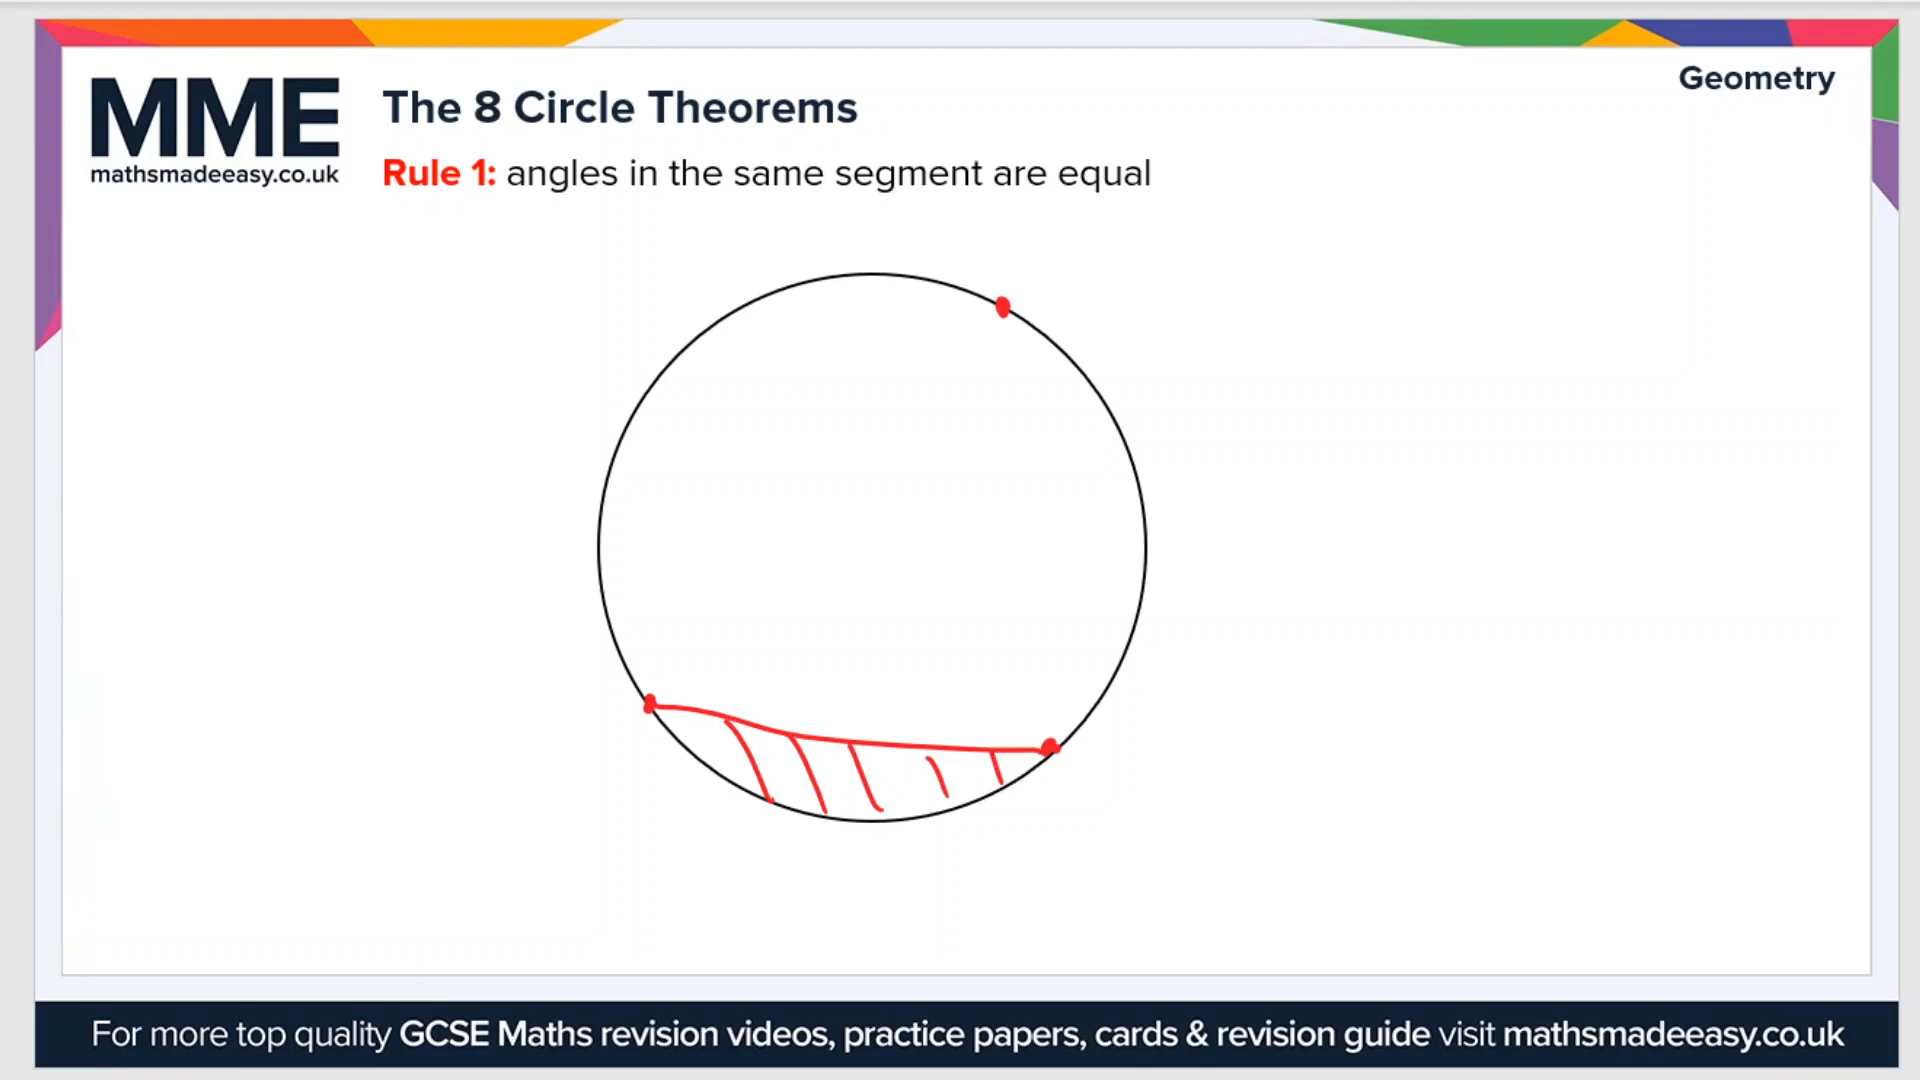 MME
mathsmadeeasy.co.uk
The 8 Circle Theorems
Rule 1: angles in the same segment are equal
Geometry
For more top quality GCSE Maths revision videos, practice papers, cards & revision guide visit mathsmadeeasy.co.uk